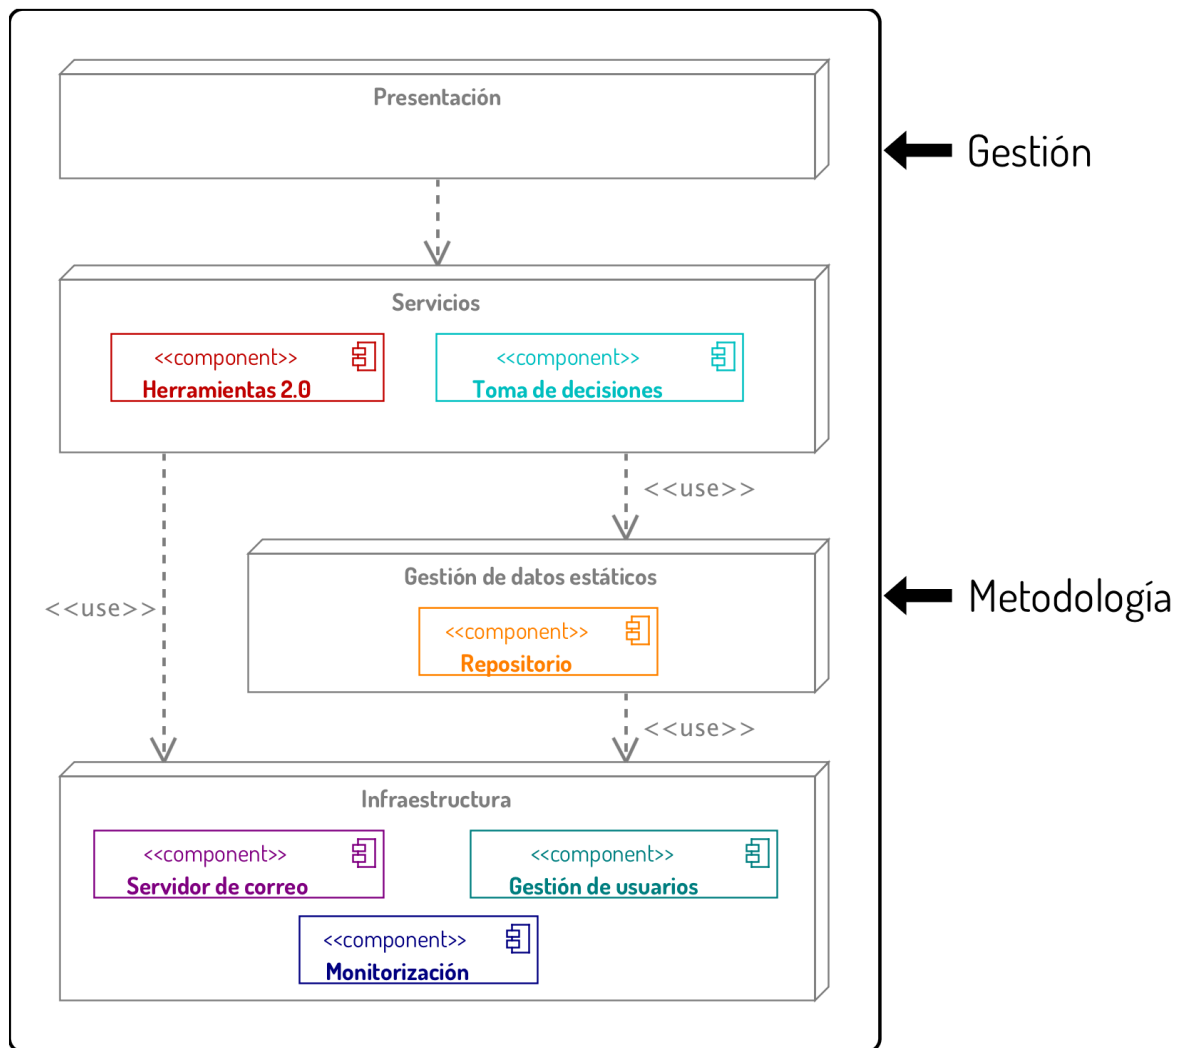 Presentación
Gestión
Servicios
<<component>>
Herramientas 2.0
<<component>>
Toma de decisiones
<<use>>
Gestión de datos estáticos
<<component>>
Repositorio
<<use>>
Metodología
<<use>>
Infraestructura
<<component>>
Servidor de correo
<<component>>
Gestión de usuarios
<<component>>
Monitorización